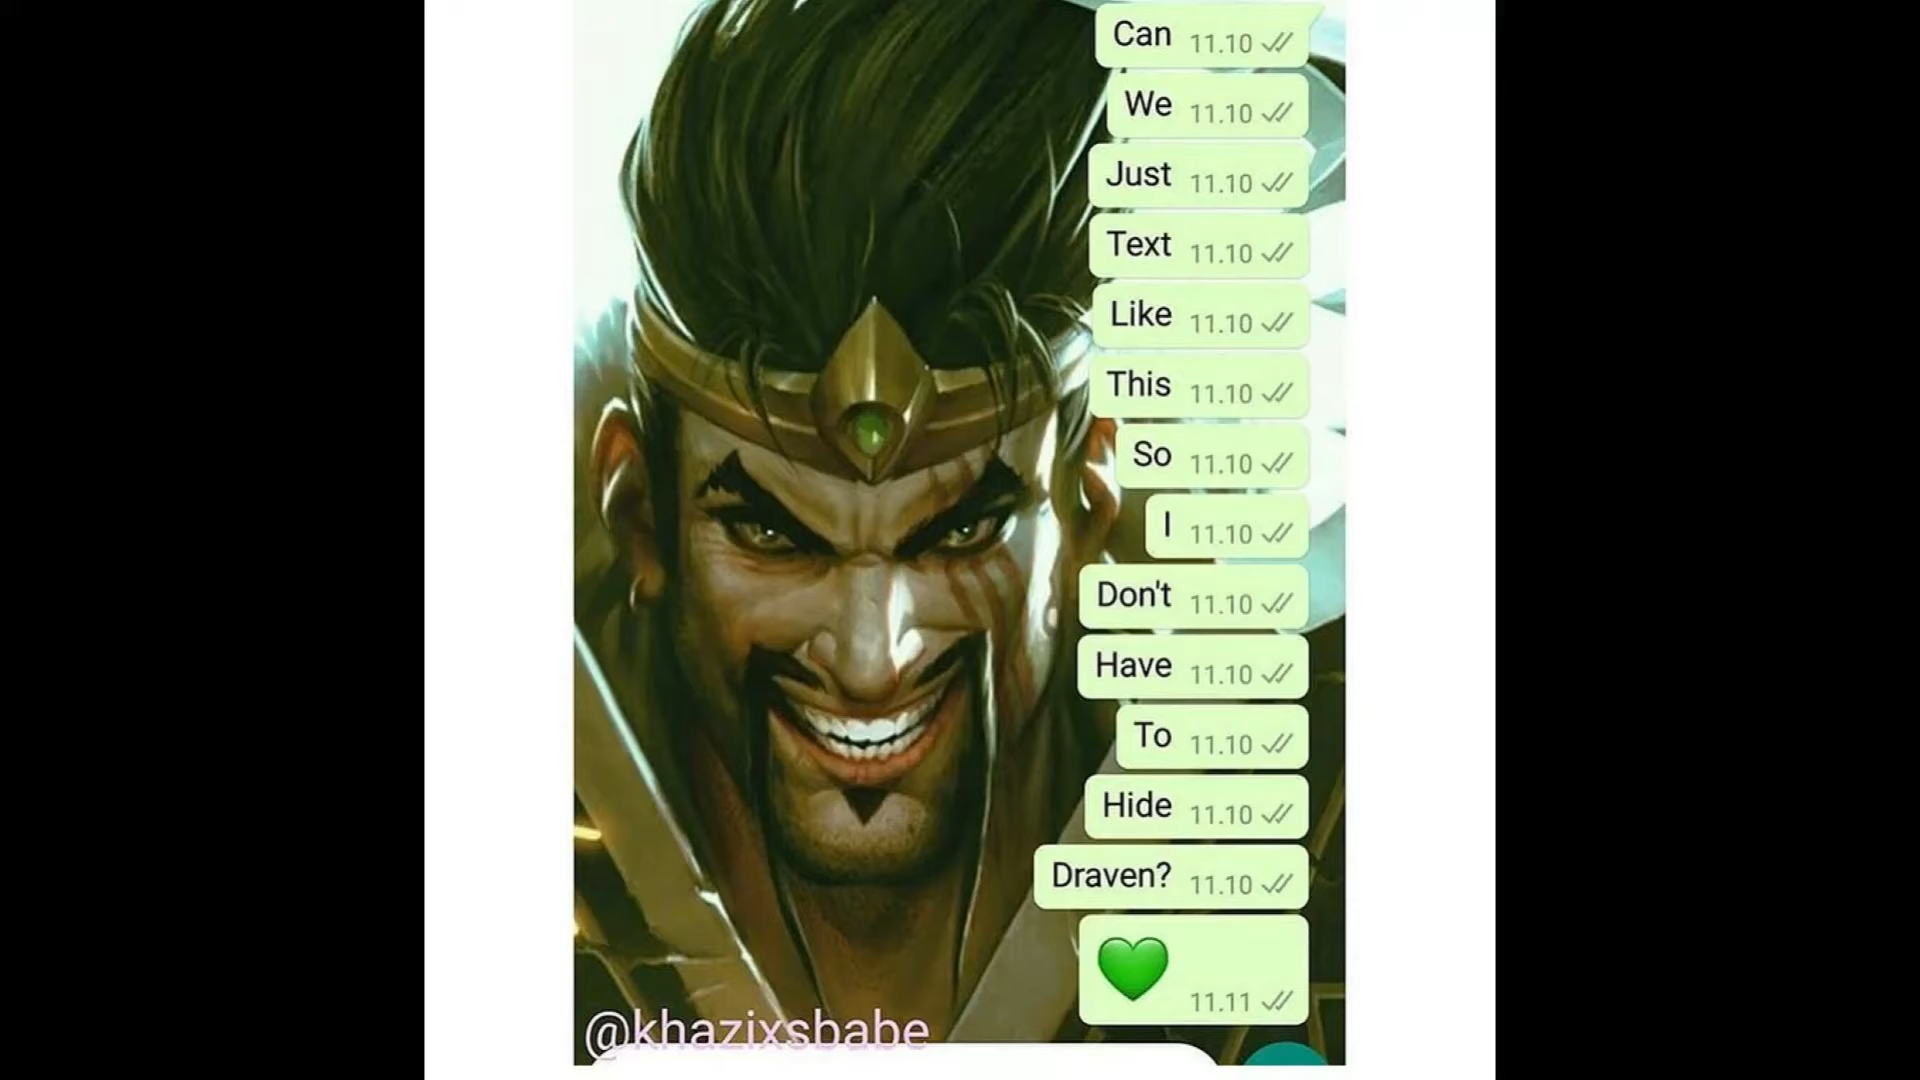 Can 11.10
We 11.10
Just 11.10
Text 11.10
Like 11.10
This 11.10
So 11.10
I 11.10
Don't 11.10
Have 11.10
To 11.10
Hide 11.10
Draven? 11.10
💚 11.11
@khazixsbabe